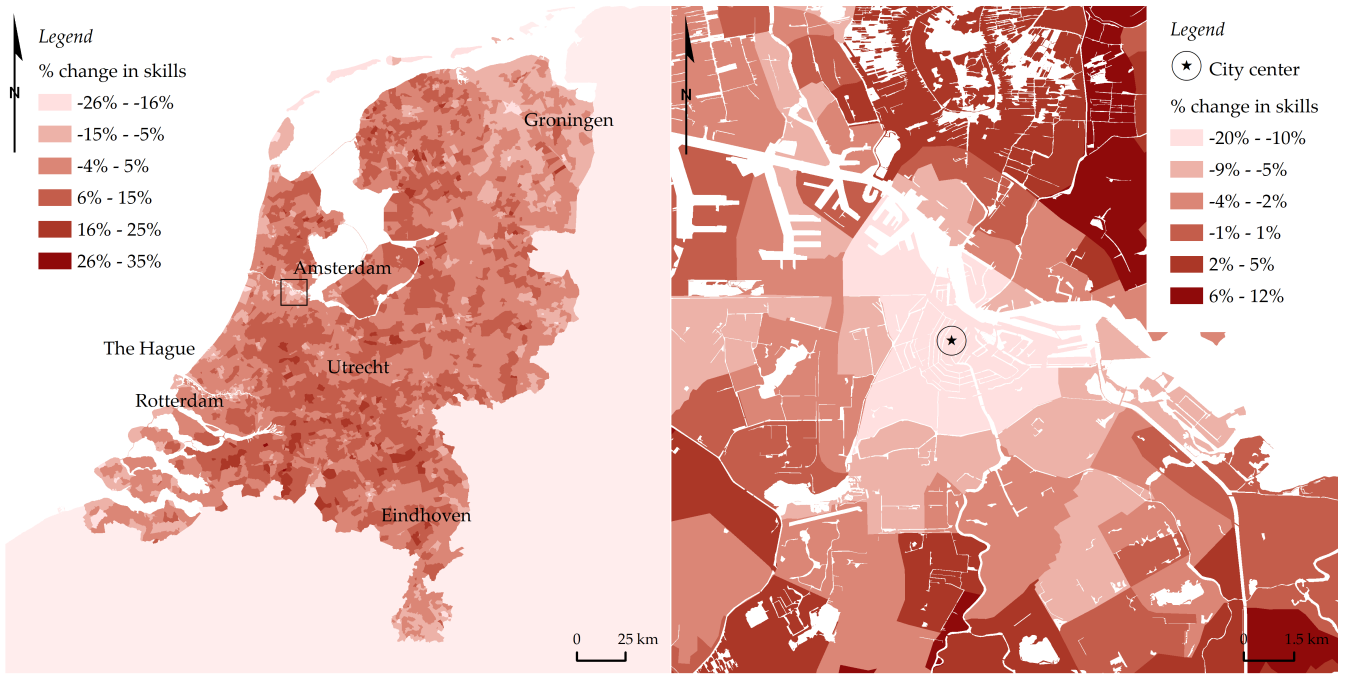 Legend
% change in skills
-26% - -16%
-15% - -5%
-4% - 5%
6% - 15%
16% - 25%
26% - 35%
N
Groningen
Amsterdam
The Hague
Utrecht
Rotterdam
Eindhoven
0 25 km
N
Legend
City center
% change in skills
-20% - -10%
-9% - -5%
-4% - -2%
-1% - 1%
2% - 5%
6% - 12%
0 1.5 km